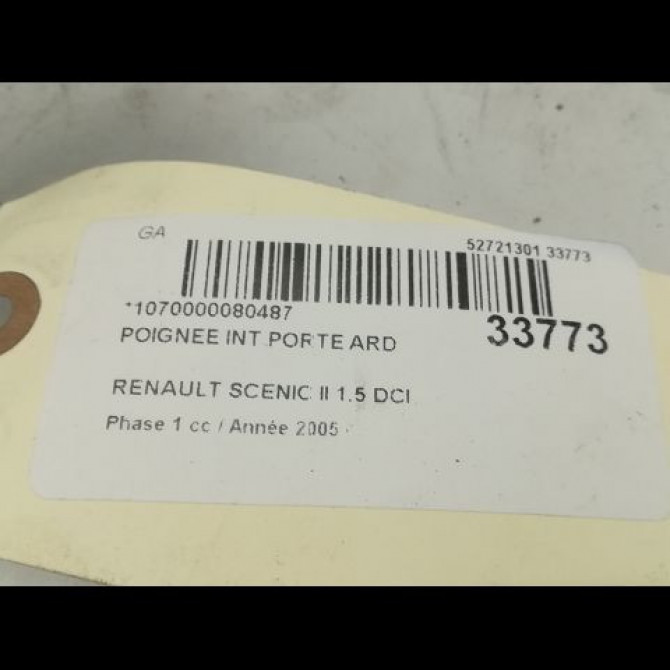 GA
52721301 33773
*1070000080487
33773
POIGNEE INT PORTE ARD
RENAULT SCENIC II 1.5 DCI
Phase 1 cc / Année 2005